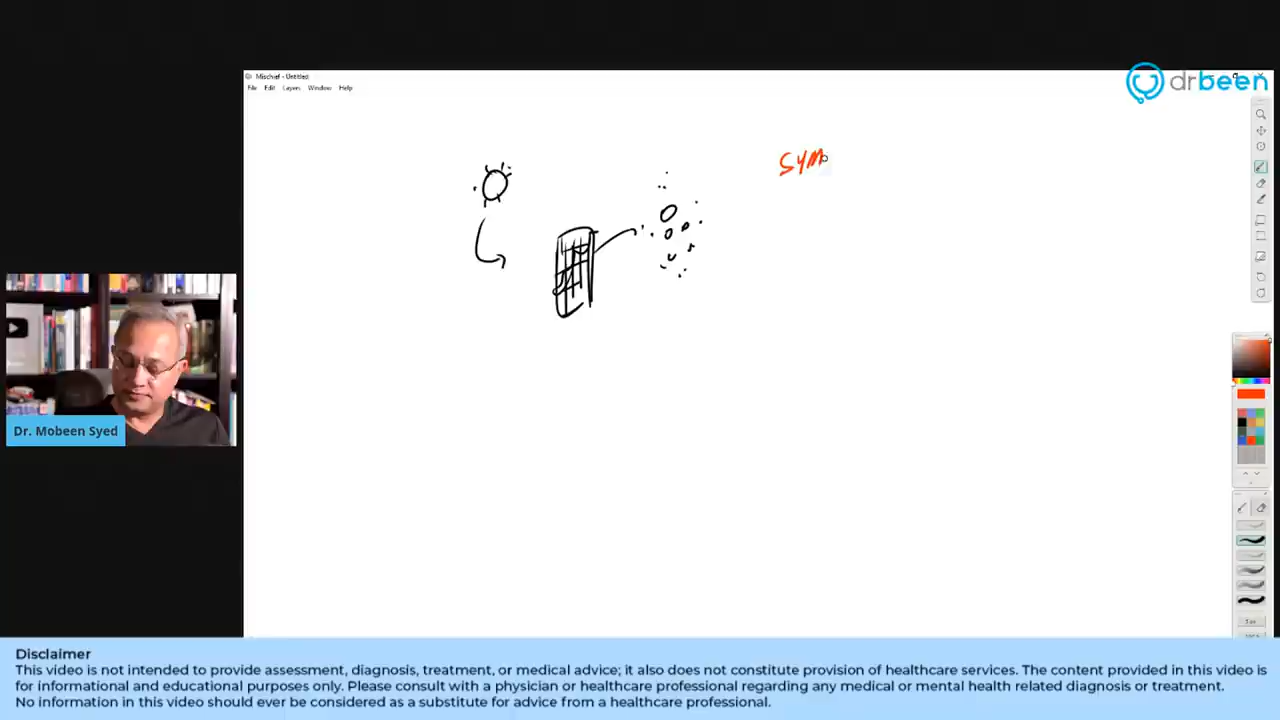 drbeen
Mischief - Untitled
File Edit Layers Window Help
SYM
Dr. Mobeen Syed
Disclaimer
This video is not intended to provide assessment, diagnosis, treatment, or medical advice; it also does not constitute provision of healthcare services. The content provided in this video is
for informational and educational purposes only. Please consult with a physician or healthcare professional regarding any medical or mental health related diagnosis or treatment.
No information in this video should ever be considered as a substitute for advice from a healthcare professional.